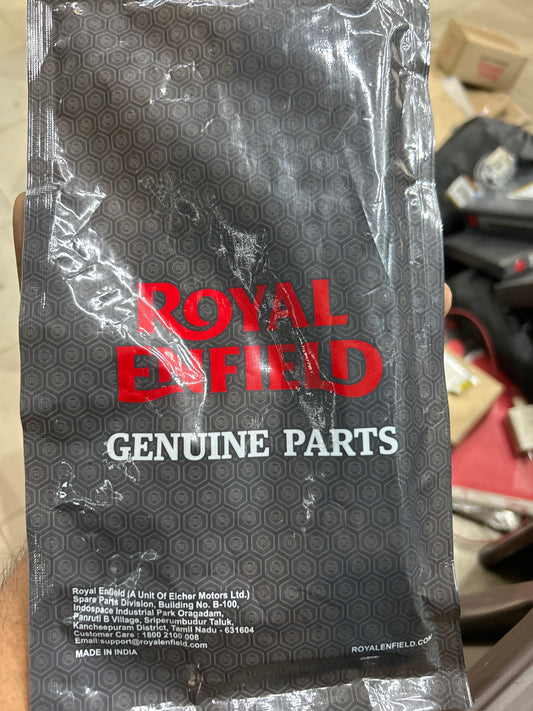 ROYAL
ENFIELD
GENUINE PARTS
Royal Enfield (A Unit Of Eicher Motors Ltd.)
Spare Parts Division, Building No. B-100,
Indospace Industrial Park Oragadam,
Panruti B Village, Sriperumbudur Taluk,
Kancheepuram District, Tamil Nadu - 631604
Customer Care : 1800 2100 008
Email:support@royalenfield.com
MADE IN INDIA
ROYALENFIELD.COM